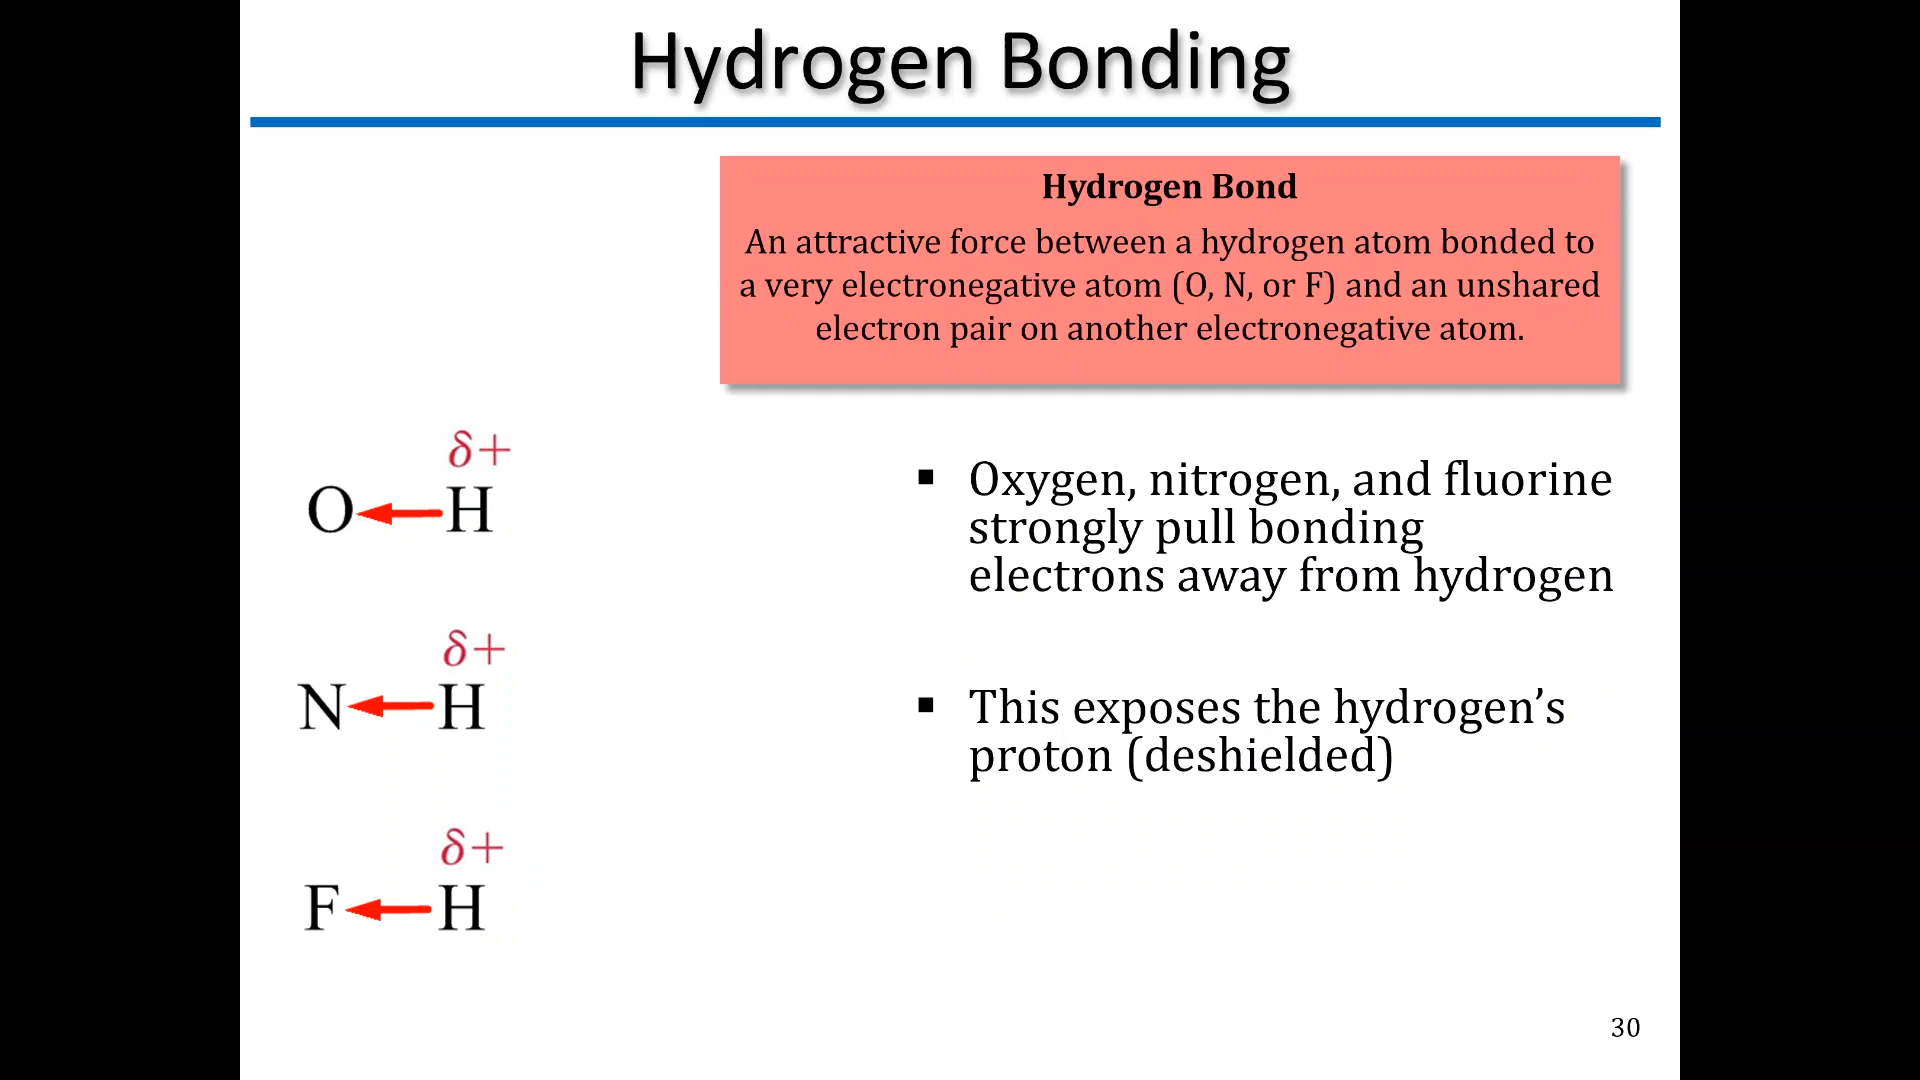 Hydrogen Bonding
Hydrogen Bond
An attractive force between a hydrogen atom bonded to
a very electronegative atom (O, N, or F) and an unshared
electron pair on another electronegative atom.
δ+
O H
δ+
N H
δ+
F H
▪ Oxygen, nitrogen, and fluorine
strongly pull bonding
electrons away from hydrogen
▪ This exposes the hydrogen’s
proton (deshielded)
30